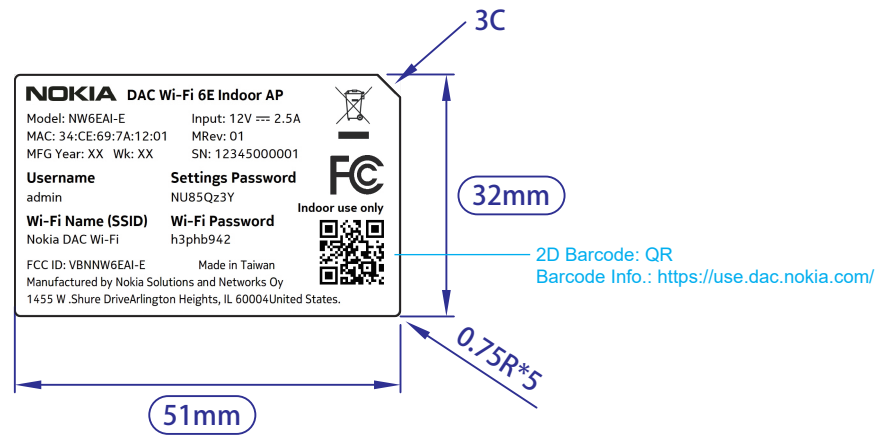 3C
NOKIA DAC Wi-Fi 6E Indoor AP
Model: NW6EAI-E Input: 12V ⎓ 2.5A
MAC: 34:CE:69:7A:12:01 MRev: 01
MFG Year: XX Wk: XX SN: 12345000001
FC
Username Settings Password
admin NU85Qz3Y
32mm
Indoor use only
Wi-Fi Name (SSID) Wi-Fi Password
Nokia DAC Wi-Fi h3phb942
2D Barcode: QR
Barcode Info.: https://use.dac.nokia.com/
FCC ID: VBNNW6EAI-E Made in Taiwan
Manufactured by Nokia Solutions and Networks Oy
1455 W .Shure DriveArlington Heights, IL 60004United States.
0.75R*5
51mm